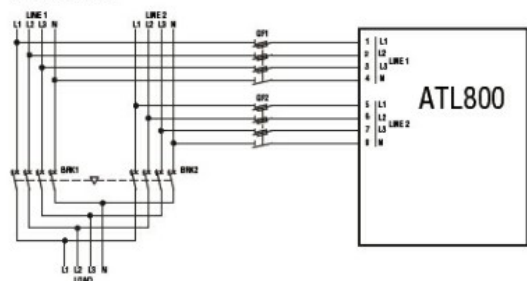 LINE 1
L1 L2 L3 N
LINE 2
L1 L2 L3 N
QF1
1 L1
2 L2
3 L3
4 N
LINE 1
ATL800
QF2
5 L1
6 L2
7 L3
8 N
LINE 2
BRK1
BRK2
L1 L2 L3 N
LOAD